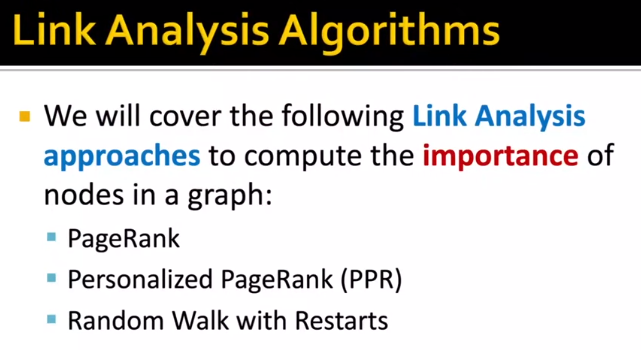 Link Analysis Algorithms
We will cover the following Link Analysis
approaches to compute the importance of
nodes in a graph:
PageRank
Personalized PageRank (PPR)
Random Walk with Restarts